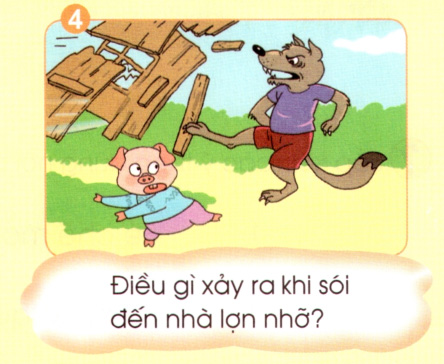 4
Điều gì xảy ra khi sói
đến nhà lợn nhỡ?